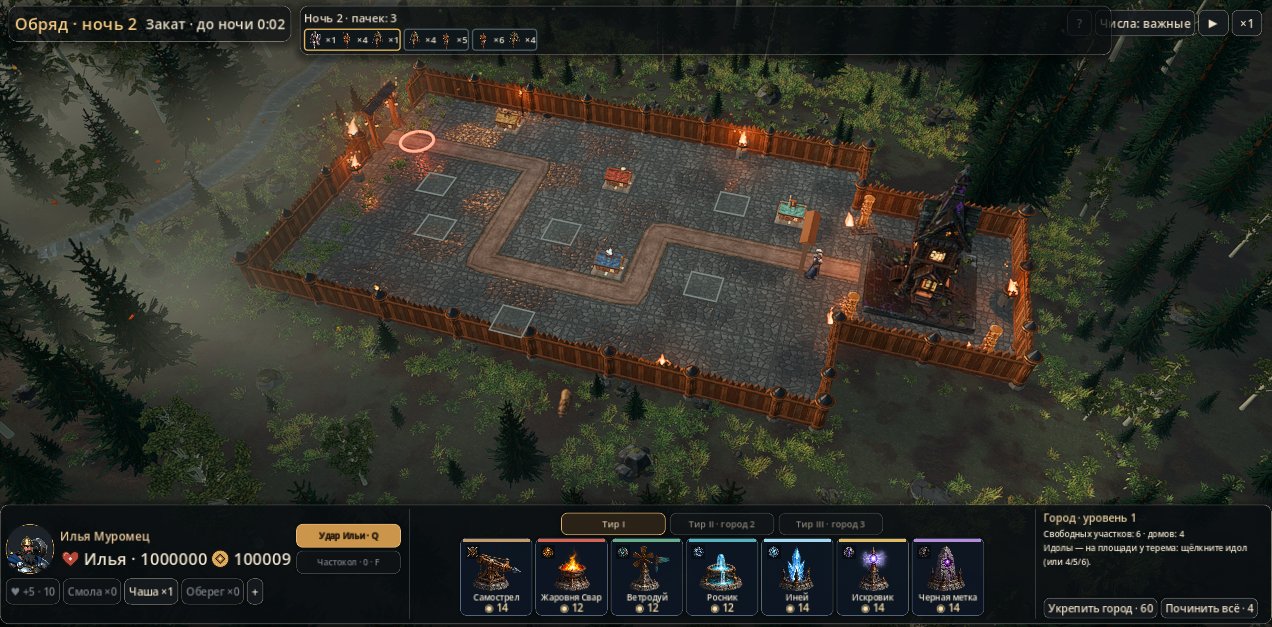 Обряд · ночь 2 Закат · до ночи 0:02
Ночь 2 · пачек: 3
×1 ×4 ×1 ×4 ×5 ×6 ×4
? Числа: важные ▶ ×1
Илья Муромец
Илья · 1000000 100009
Удар Ильи · Q
Частокол · 0 · F
♥ +5 · 10 Смола ×0 Чаша ×1 Оберег ×0 +
Тир I Тир II · город 2 Тир III · город 3
Самострел Жаровня Свар Ветродуй Росник Иней Искровик Черная метка
14 12 12 12 14 14 14
Город · уровень 1
Свободных участков: 6 · домов: 4
Идолы — на площади у терема: щёлкните идол
(или 4/5/6).
Укрепить город · 60 Починить всё · 4